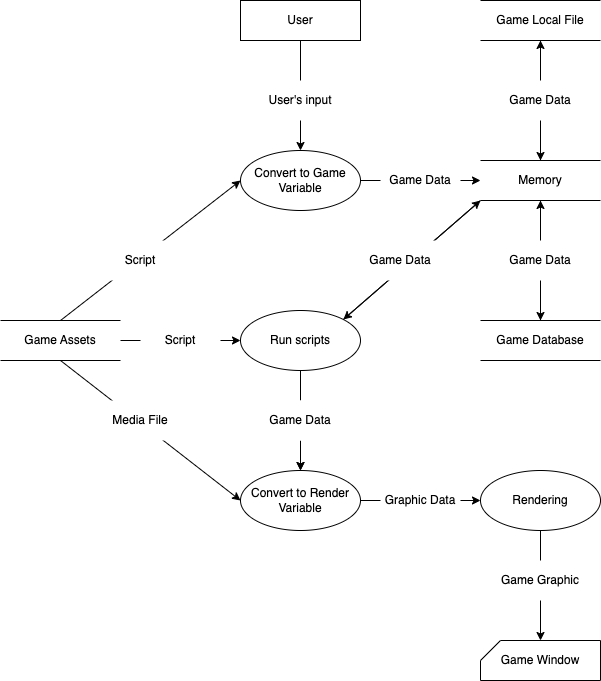 User
Game Local File
User's input
Game Data
Convert to Game
Variable
Game Data
Memory
Script
Game Data
Game Data
Game Assets
Script
Run scripts
Game Database
Media File
Game Data
Convert to Render
Variable
Graphic Data
Rendering
Game Graphic
Game Window